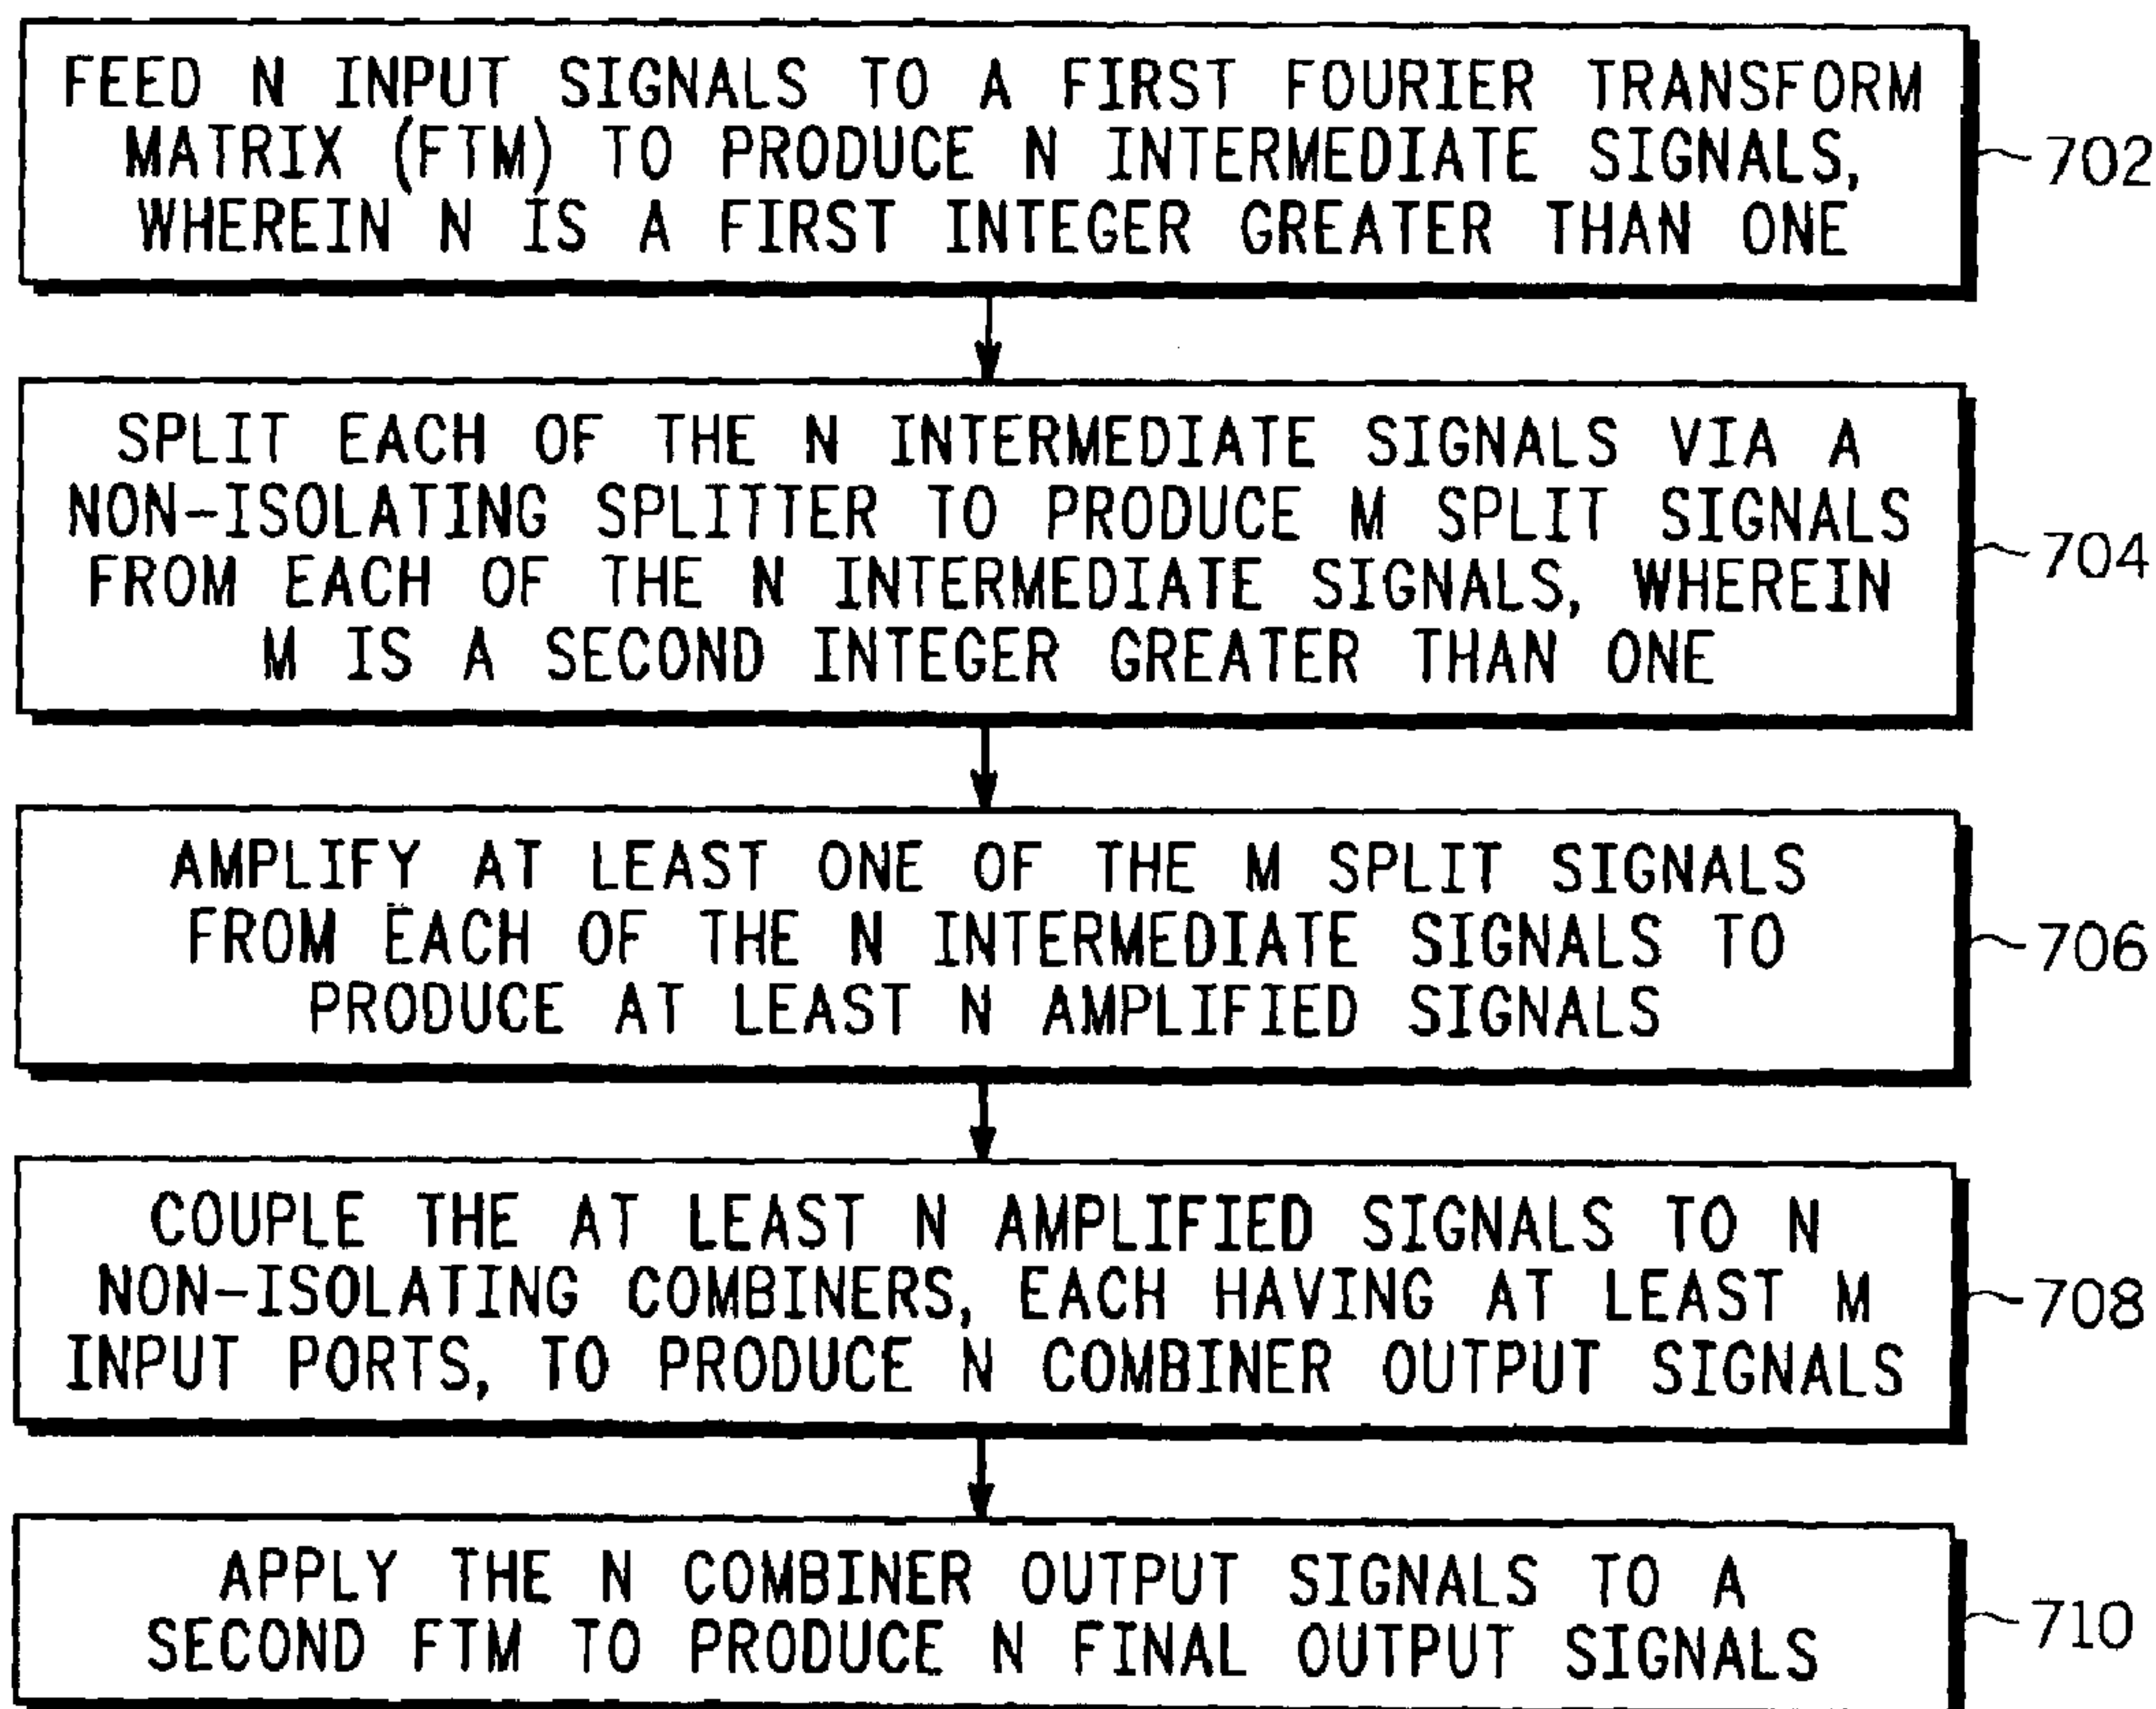 FEED N INPUT SIGNALS TO A FIRST FOURIER TRANSFORM
MATRIX (FTM) TO PRODUCE N INTERMEDIATE SIGNALS,
WHEREIN N IS A FIRST INTEGER GREATER THAN ONE
702
SPLIT EACH OF THE N INTERMEDIATE SIGNALS VIA A
NON-ISOLATING SPLITTER TO PRODUCE M SPLIT SIGNALS
FROM EACH OF THE N INTERMEDIATE SIGNALS, WHEREIN
M IS A SECOND INTEGER GREATER THAN ONE
704
AMPLIFY AT LEAST ONE OF THE M SPLIT SIGNALS
FROM EACH OF THE N INTERMEDIATE SIGNALS TO
PRODUCE AT LEAST N AMPLIFIED SIGNALS
706
COUPLE THE AT LEAST N AMPLIFIED SIGNALS TO N
NON-ISOLATING COMBINERS, EACH HAVING AT LEAST M
INPUT PORTS, TO PRODUCE N COMBINER OUTPUT SIGNALS
708
APPLY THE N COMBINER OUTPUT SIGNALS TO A
SECOND FTM TO PRODUCE N FINAL OUTPUT SIGNALS
710